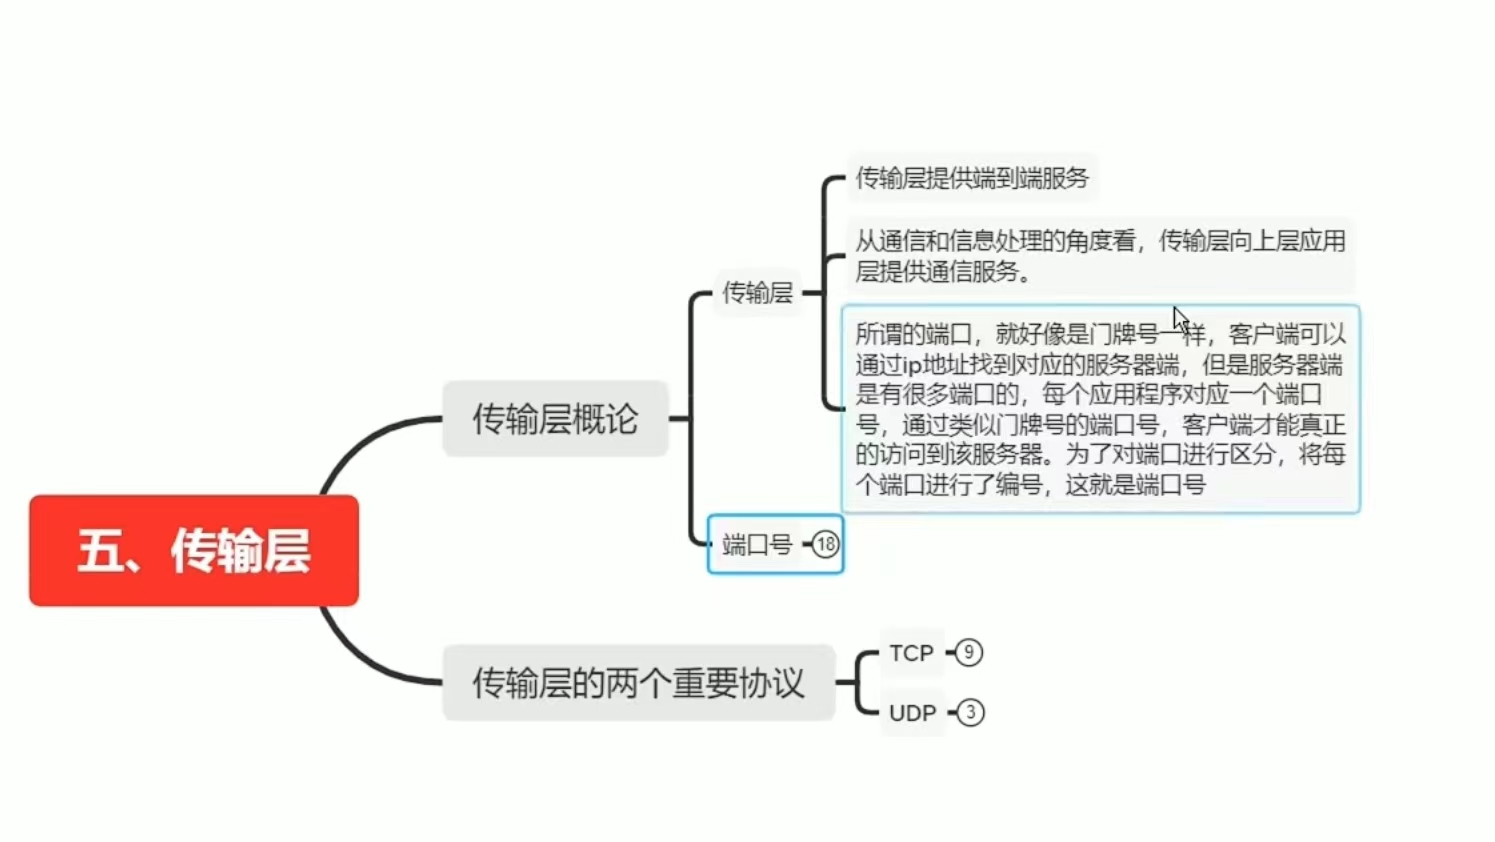 传输层提供端到端服务
从通信和信息处理的角度看，传输层向上层应用
层提供通信服务。
传输层
所谓的端口，就好像是门牌号一样，客户端可以
通过ip地址找到对应的服务器端，但是服务器端
是有很多端口的，每个应用程序对应一个端口
号，通过类似门牌号的端口号，客户端才能真正
的访问到该服务器。为了对端口进行区分，将每
个端口进行了编号，这就是端口号
传输层概论
端口号 18
五、传输层
传输层的两个重要协议
TCP 9
UDP 3